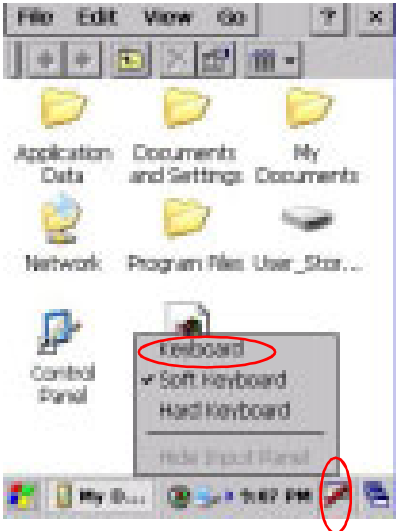 File Edit View Go ? ×
Application Data
Documents and Settings
My Documents
Network
Program Files
User_Stor...
Control Panel
Keyboard
Soft Keyboard
Hard Keyboard
Hide Input Panel
My D... 9:47 PM